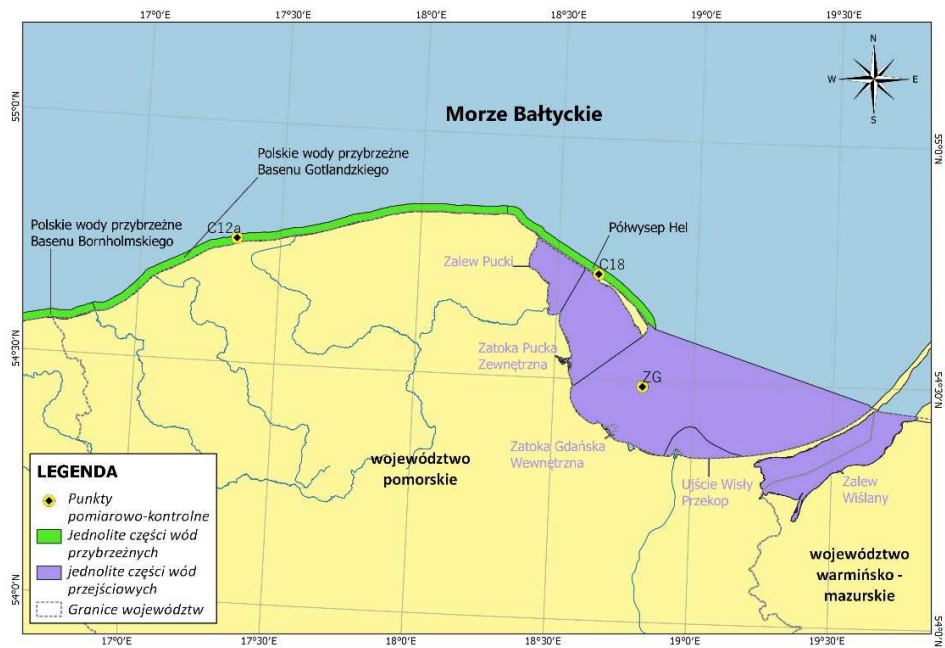 17°0'E
17°30'E
18°0'E
18°30'E
19°0'E
19°30'E
55°0'N
54°30'N
54°0'N
55°0'N
54°30'N
54°0'N
N
W
E
S
Morze Bałtyckie
Polskie wody przybrzeżne
Basenu Gotlandzkiego
Polskie wody przybrzeżne
Basenu Bornholmskiego
C12a
Półwysep Hel
C18
Zalew Pucki
Zatoka Pucka
Zewnętrzna
ZG
Zatoka Gdańska
Wewnętrzna
województwo
pomorskie
Ujście Wisły
Przekop
Zalew
Wiślany
województwo
warmińsko -
mazurskie
LEGENDA
Punkty
pomiarowo-kontrolne
Jednolite części wód
przybrzeżnych
jednolite części wód
przejściowych
Granice województw
17°0'E
17°30'E
18°0'E
18°30'E
19°0'E
19°30'E